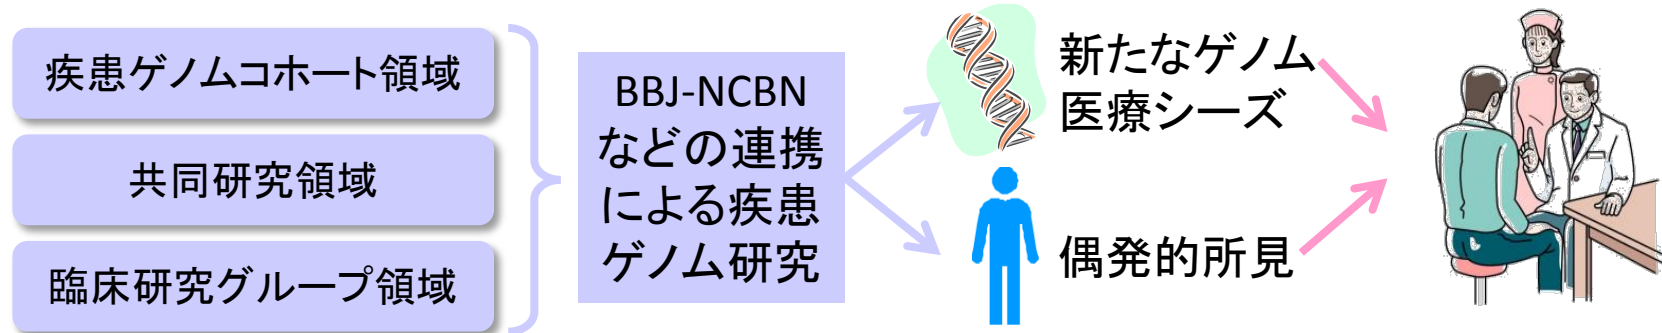 疾患ゲノムコホート領域
共同研究領域
臨床研究グループ領域
BBJ-NCBN
などの連携
による疾患
ゲノム研究
新たなゲノム
医療シーズ
偶発的所見